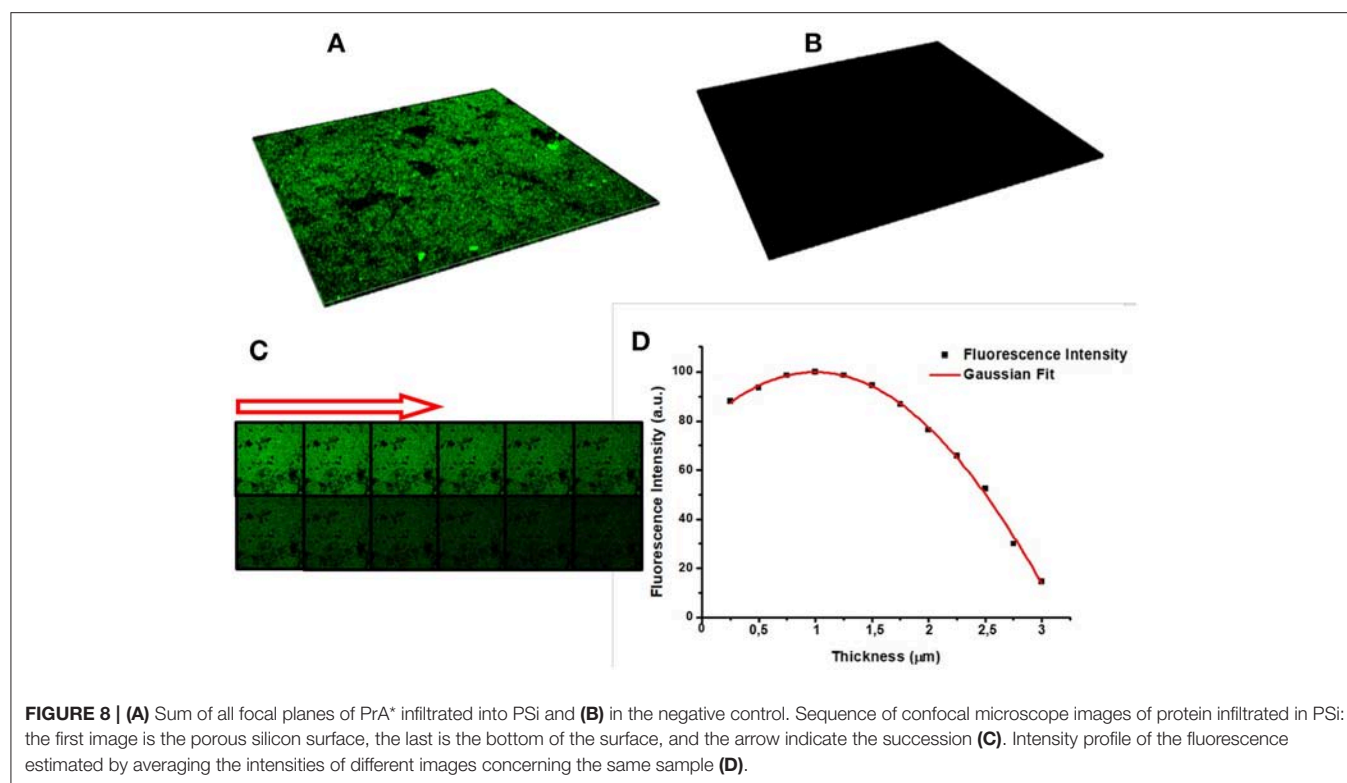 A
B
C
D
Fluorescence Intensity
Gaussian Fit
Fluorescence Intensity (a.u.)
100
80
60
40
20
0
0 0,5 1 1,5 2 2,5 3
Thickness (µm)
FIGURE 8 | (A) Sum of all focal planes of PrA* infiltrated into PSi and (B) in the negative control. Sequence of confocal microscope images of protein infiltrated in PSi:
the first image is the porous silicon surface, the last is the bottom of the surface, and the arrow indicate the succession (C). Intensity profile of the fluorescence
estimated by averaging the intensities of different images concerning the same sample (D).